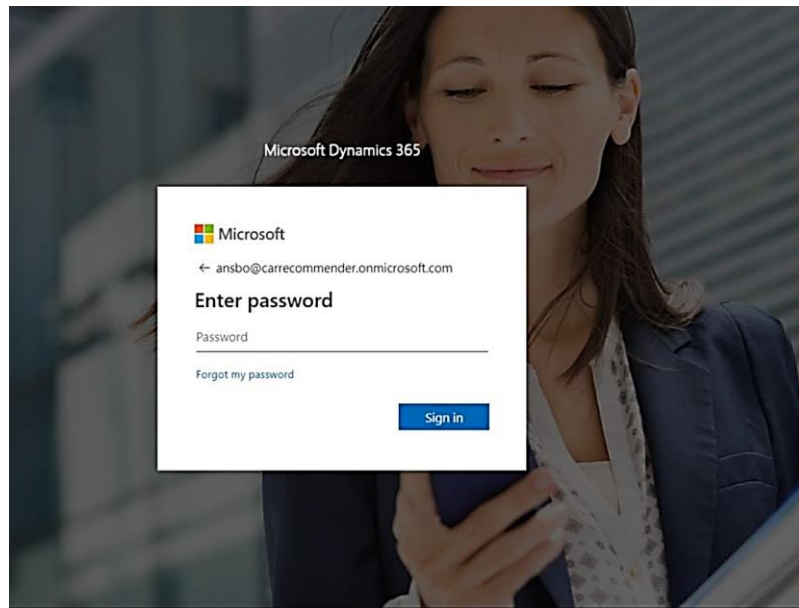 Microsoft Dynamics 365
Microsoft
← ansbo@carrecommender.onmicrosoft.com
Enter password
Password
Forgot my password
Sign in